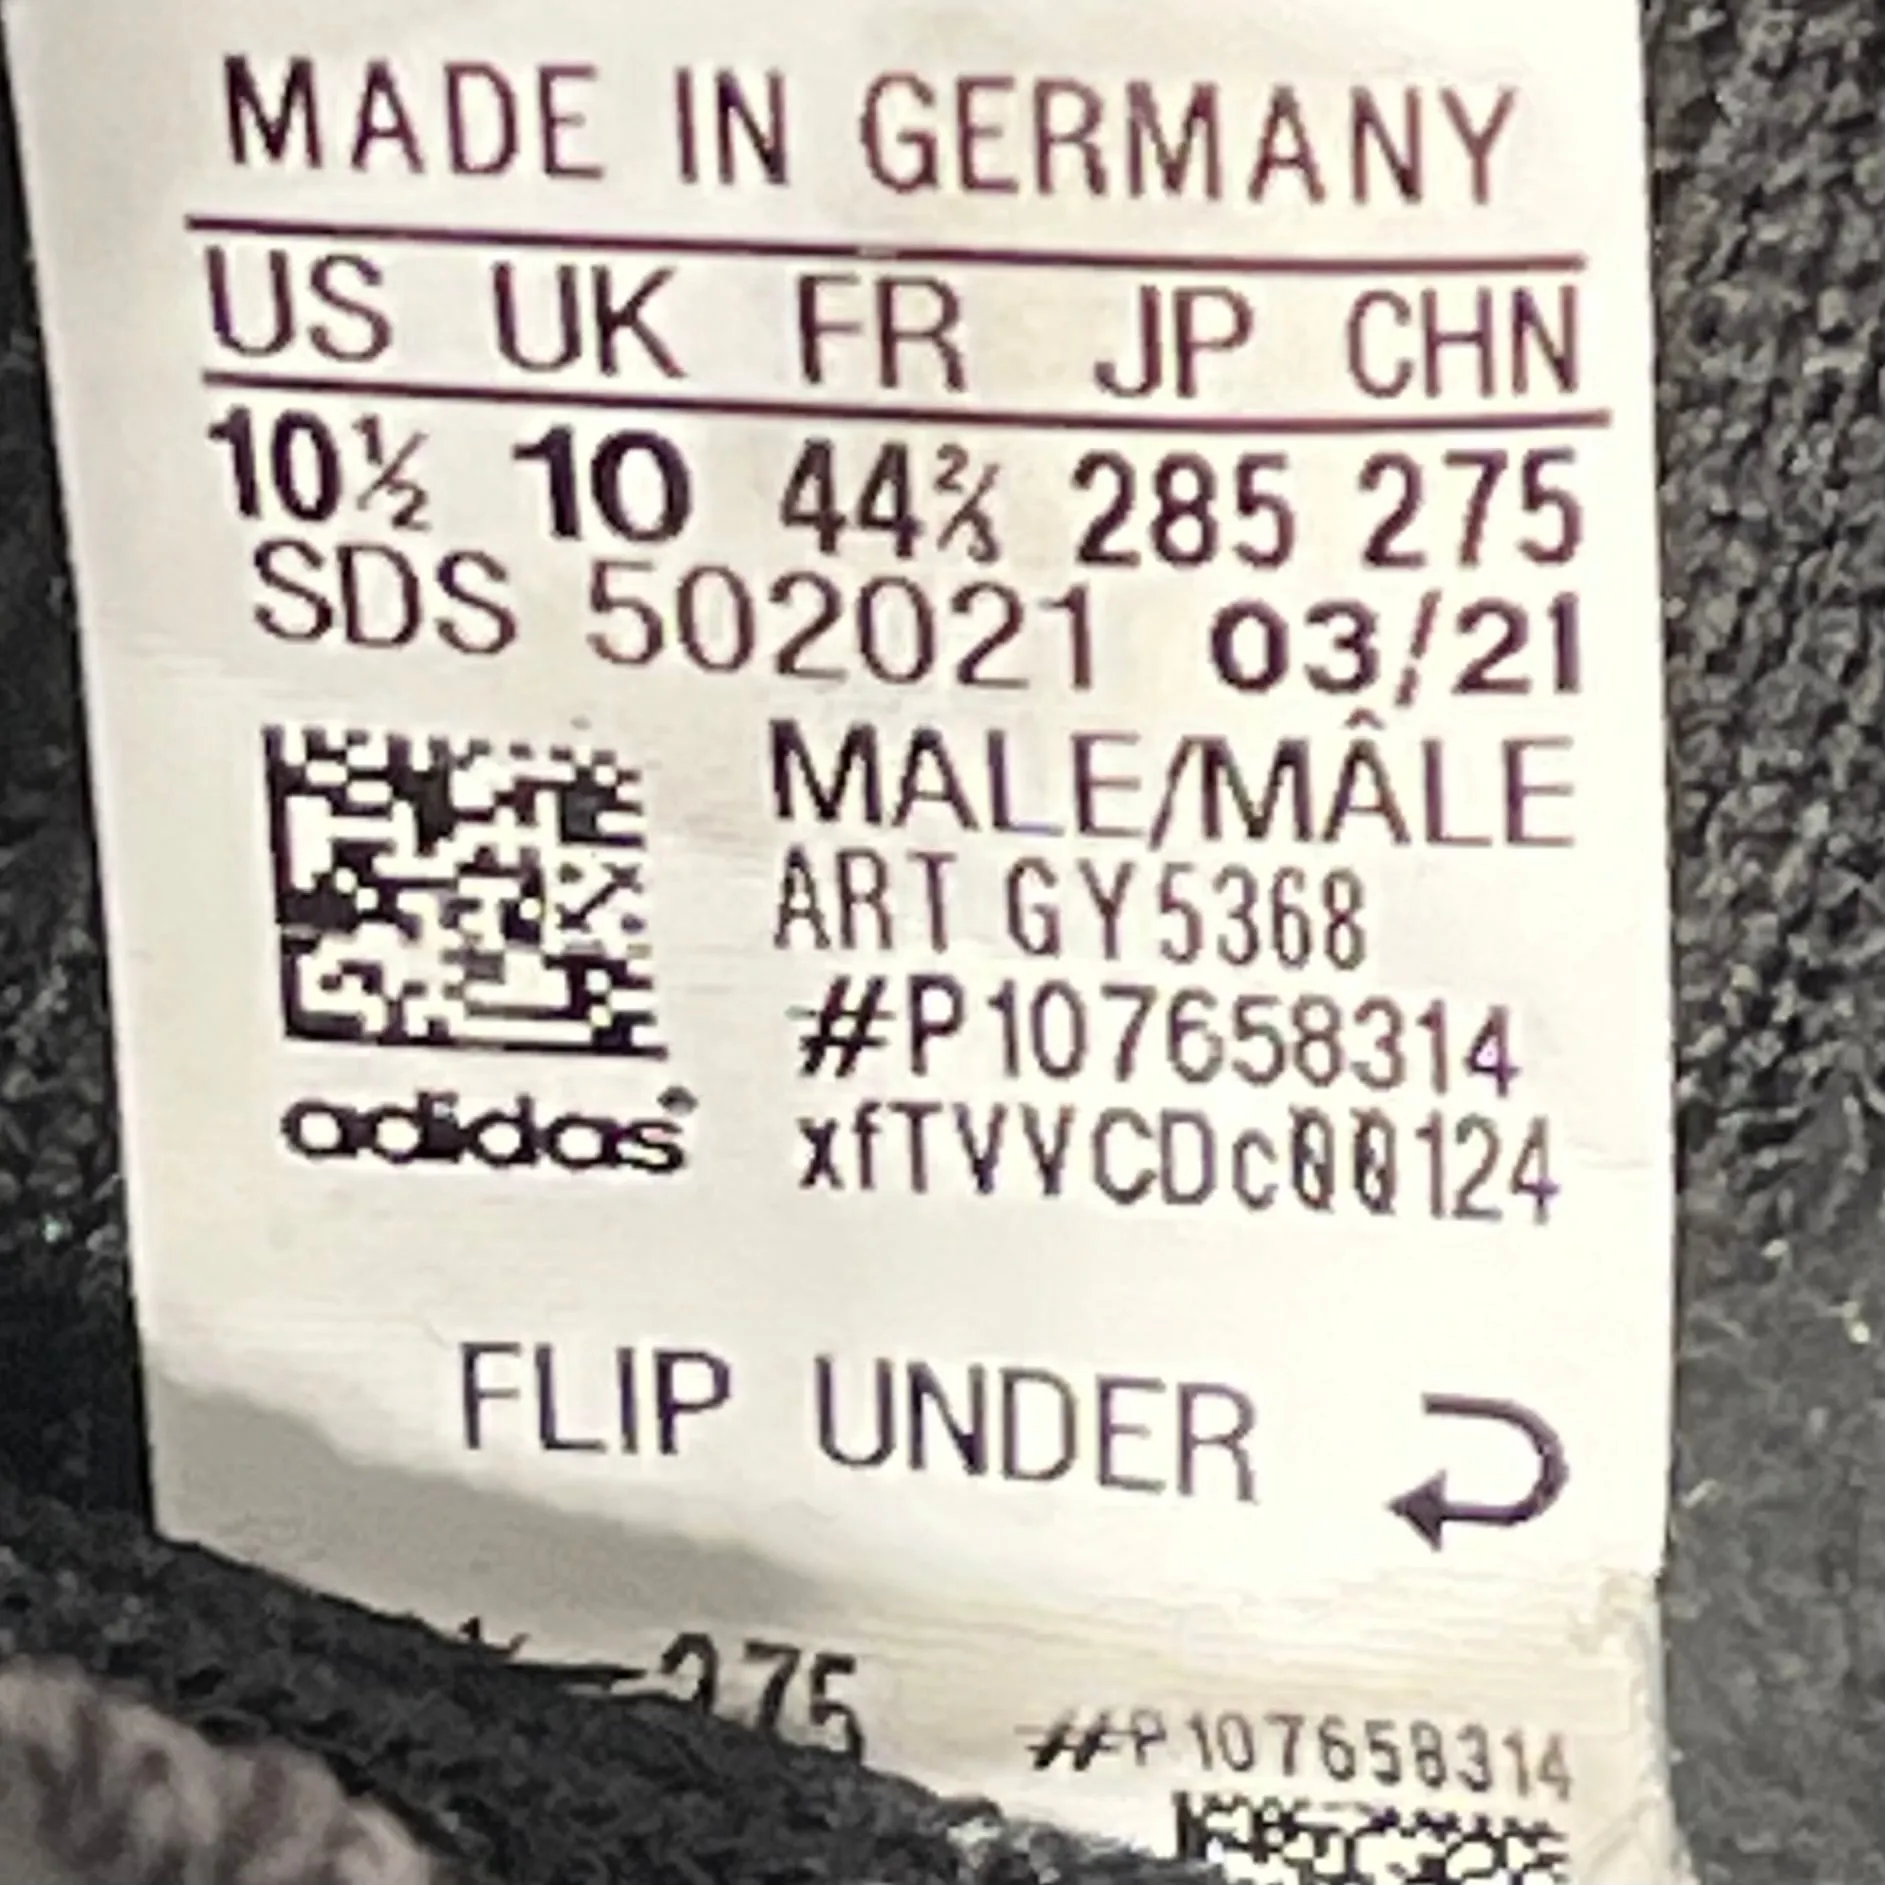 MADE IN GERMANY
US UK FR JP CHN
10½ 10 44⅔ 285 275
SDS 502021 03/21
MALE/MÂLE
ART GY5368
#P107658314
adidas® xfTVVCDc00124
FLIP UNDER
275
#P107658314